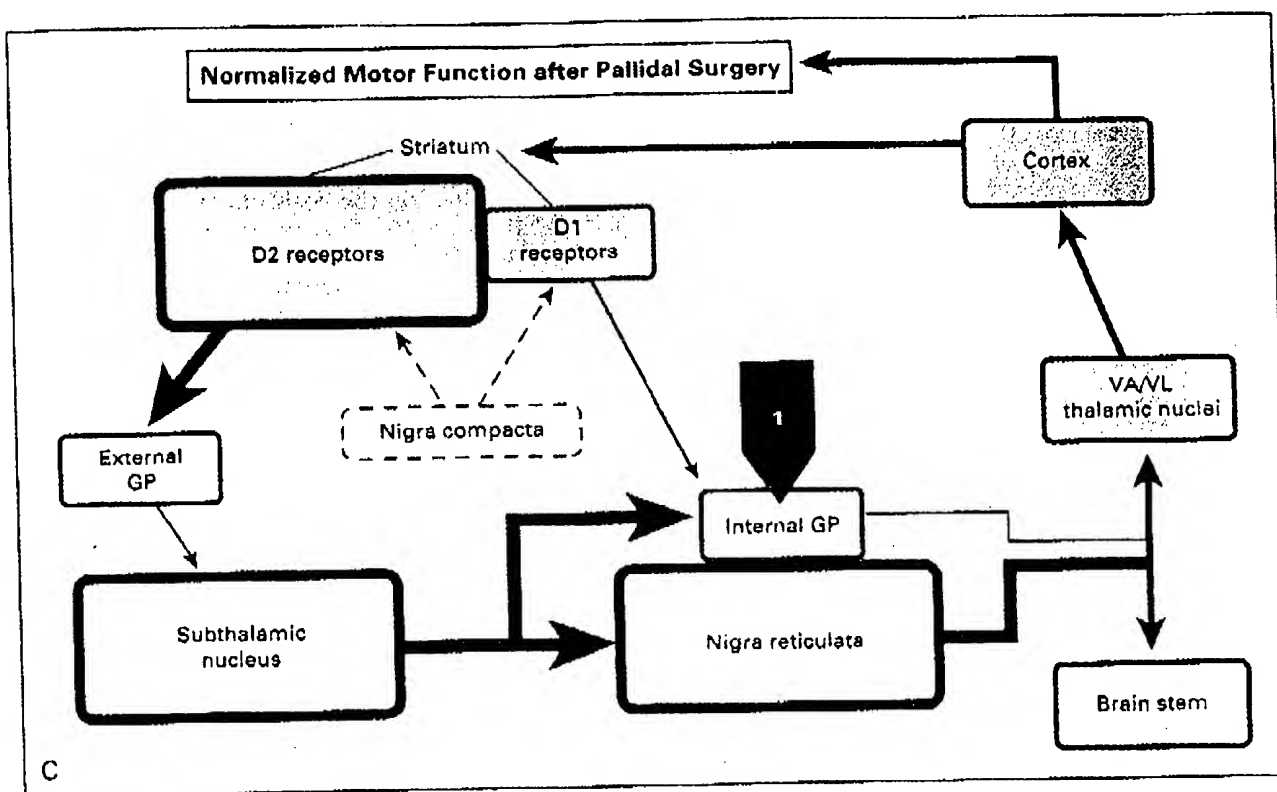 Normalized Motor Function after Pallidal Surgery
Striatum
Cortex
D2 receptors
D1
receptors
VA/VL
thalamic nuclei
1
Nigra compacta
External
GP
Internal GP
Subthalamic
nucleus
Nigra reticulata
Brain stem
C